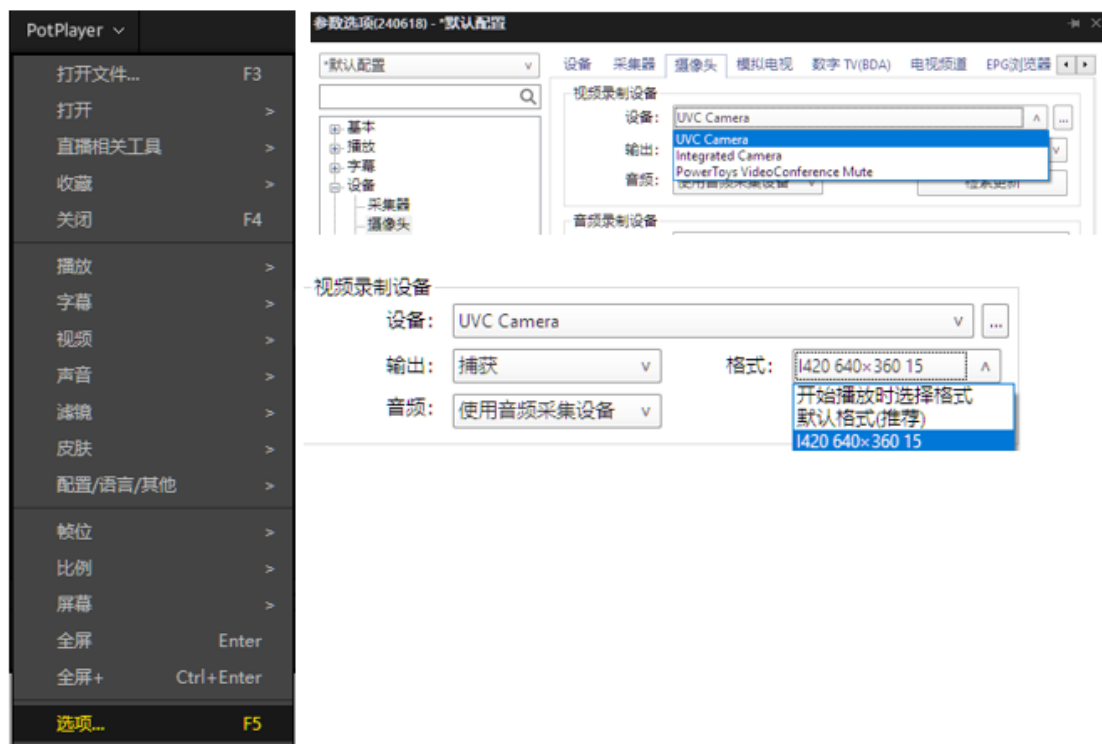 PotPlayer
打开文件... F3
打开 >
直播相关工具 >
收藏 >
关闭 F4
播放 >
字幕 >
视频 >
声音 >
滤镜 >
皮肤 >
配置/语言/其他 >
帧位 >
比例 >
屏幕 >
全屏 Enter
全屏+ Ctrl+Enter
选项... F5
参数选项(240618) - *默认配置
*默认配置
基本
播放
字幕
设备
采集器
摄像头
设备 采集器 摄像头 模拟电视 数字 TV(BDA) 电视频道 EPG浏览器
视频录制设备
设备: UVC Camera ...
UVC Camera
输出: Integrated Camera
PowerToys VideoConference Mute
音频: 使用音频采集设备 检索更新
音频录制设备
视频录制设备
设备: UVC Camera ...
输出: 捕获 格式: I420 640×360 15
音频: 使用音频采集设备
开始播放时选择格式
默认格式(推荐)
I420 640×360 15